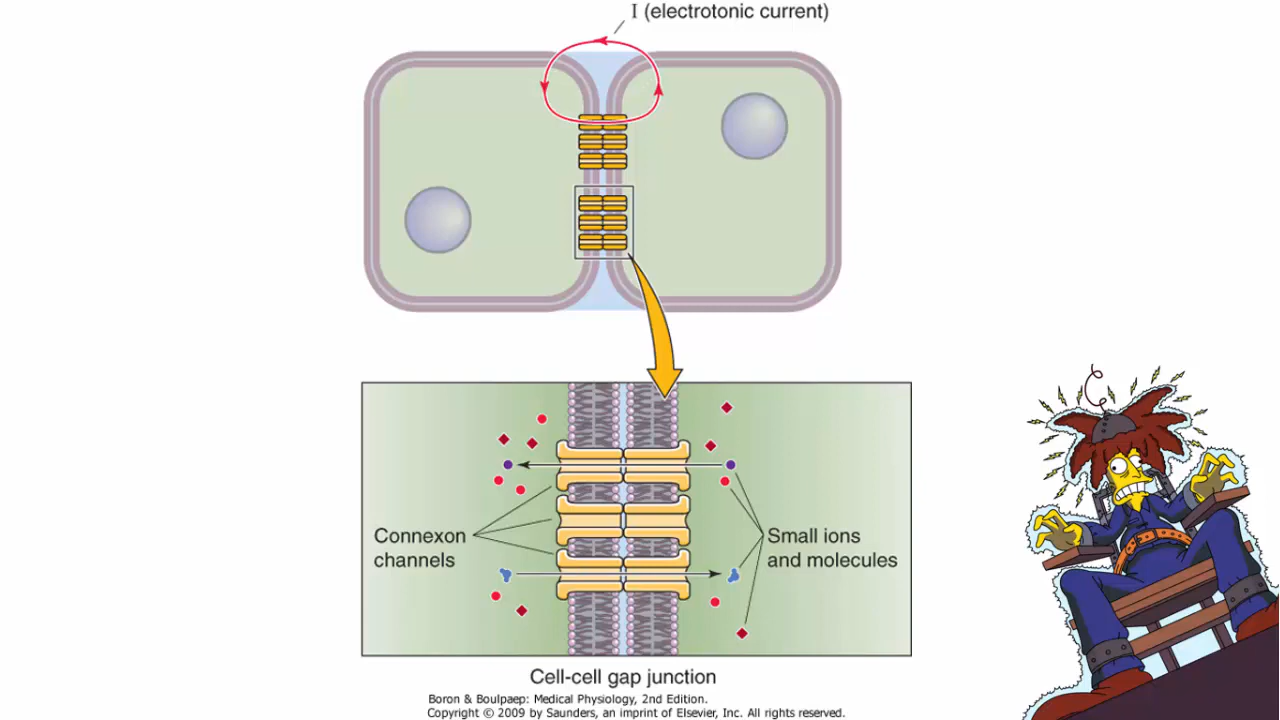 I (electrotonic current)
Connexon
channels
Small ions
and molecules
Cell-cell gap junction
Boron & Boulpaep: Medical Physiology, 2nd Edition.
Copyright © 2009 by Saunders, an imprint of Elsevier, Inc. All rights reserved.